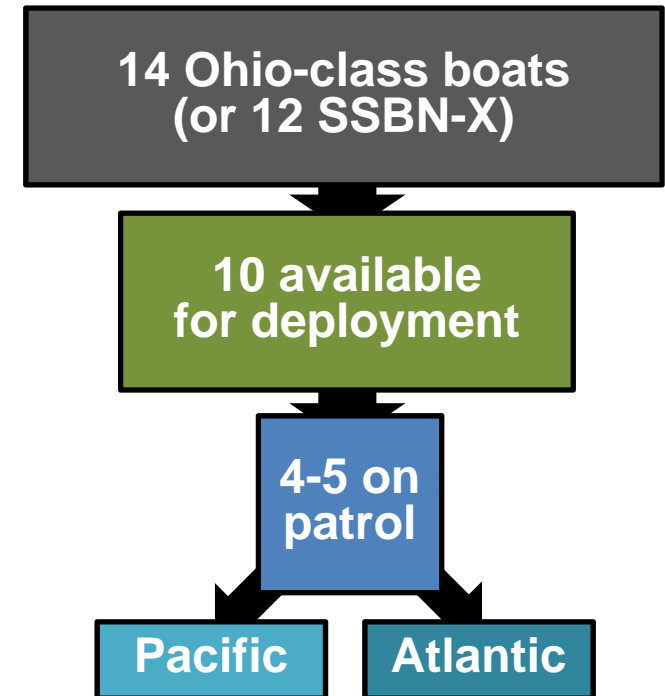 14 Ohio-class boats
(or 12 SSBN-X)
10 available
for deployment
4-5 on
patrol
Pacific
Atlantic